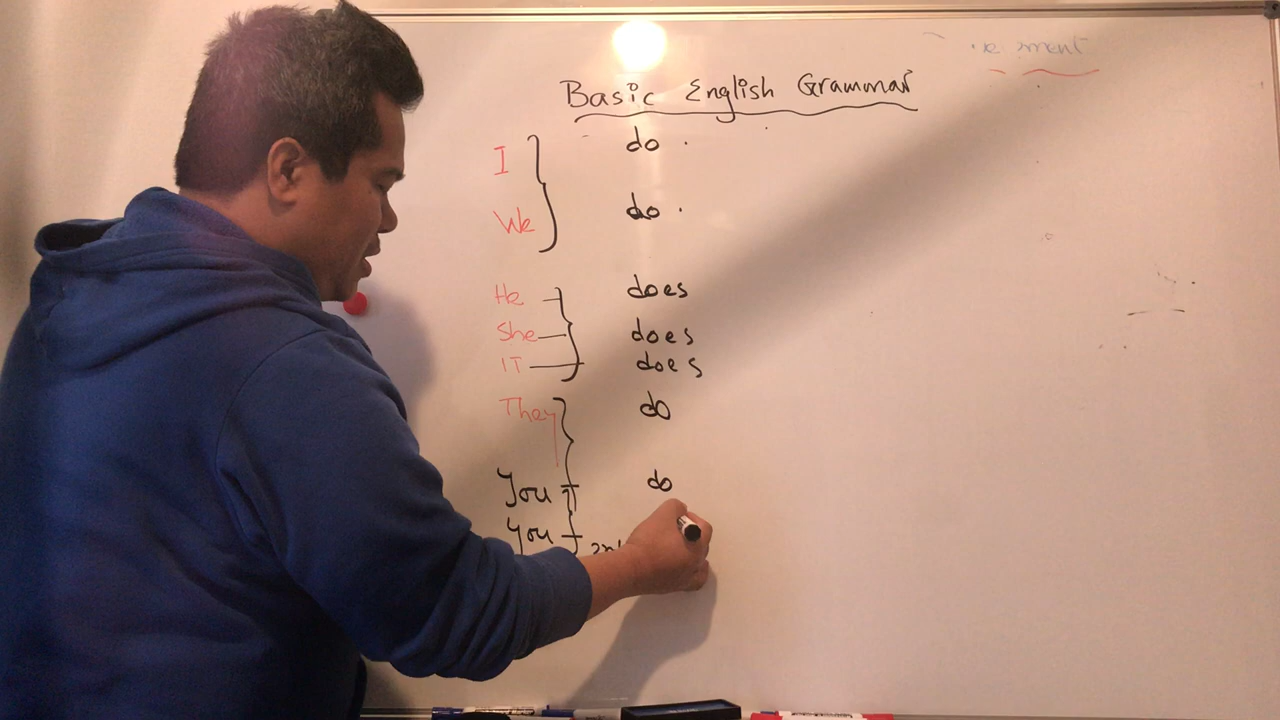 Basic English Grammar
I do
We do
He does
She does
IT does
They do
You do
You